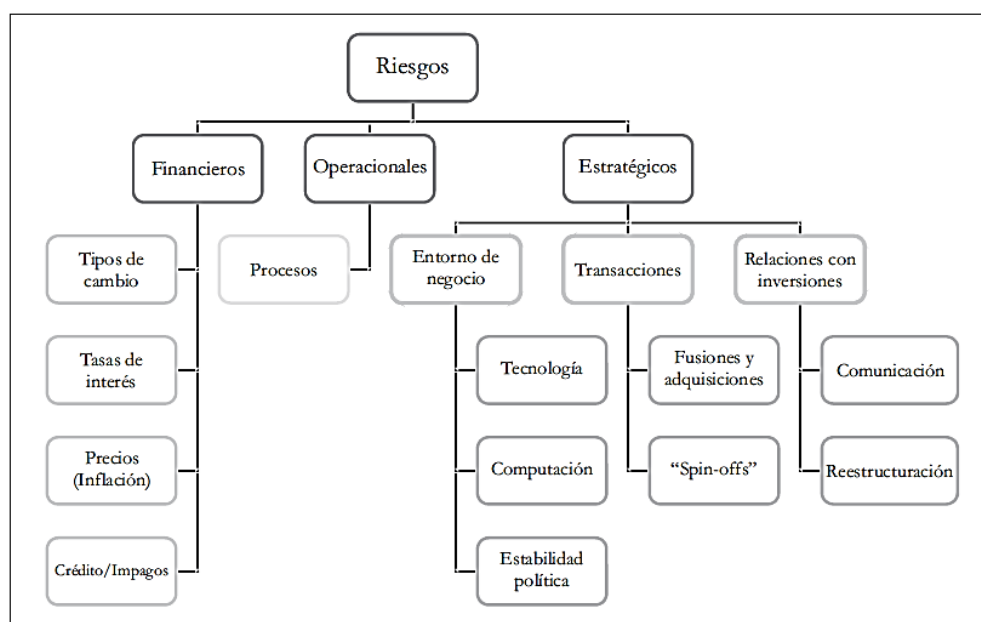 Riesgos
Financieros
Operacionales
Estratégicos
Tipos de
cambio
Procesos
Entorno de
negocio
Transacciones
Relaciones con
inversiones
Tasas de
interés
Tecnología
Fusiones y
adquisiciones
Comunicación
Precios
(Inflación)
Computación
“Spin-offs”
Reestructuración
Crédito/Impagos
Estabilidad
política